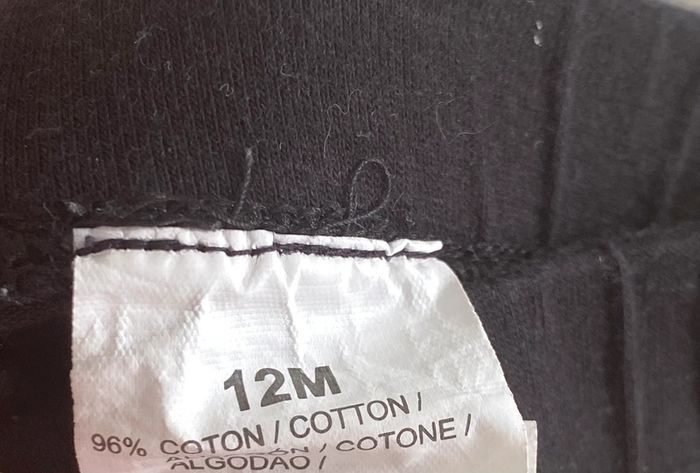 12M
96% COTON / COTTON /
/ COTONE /
ALGODÃO /